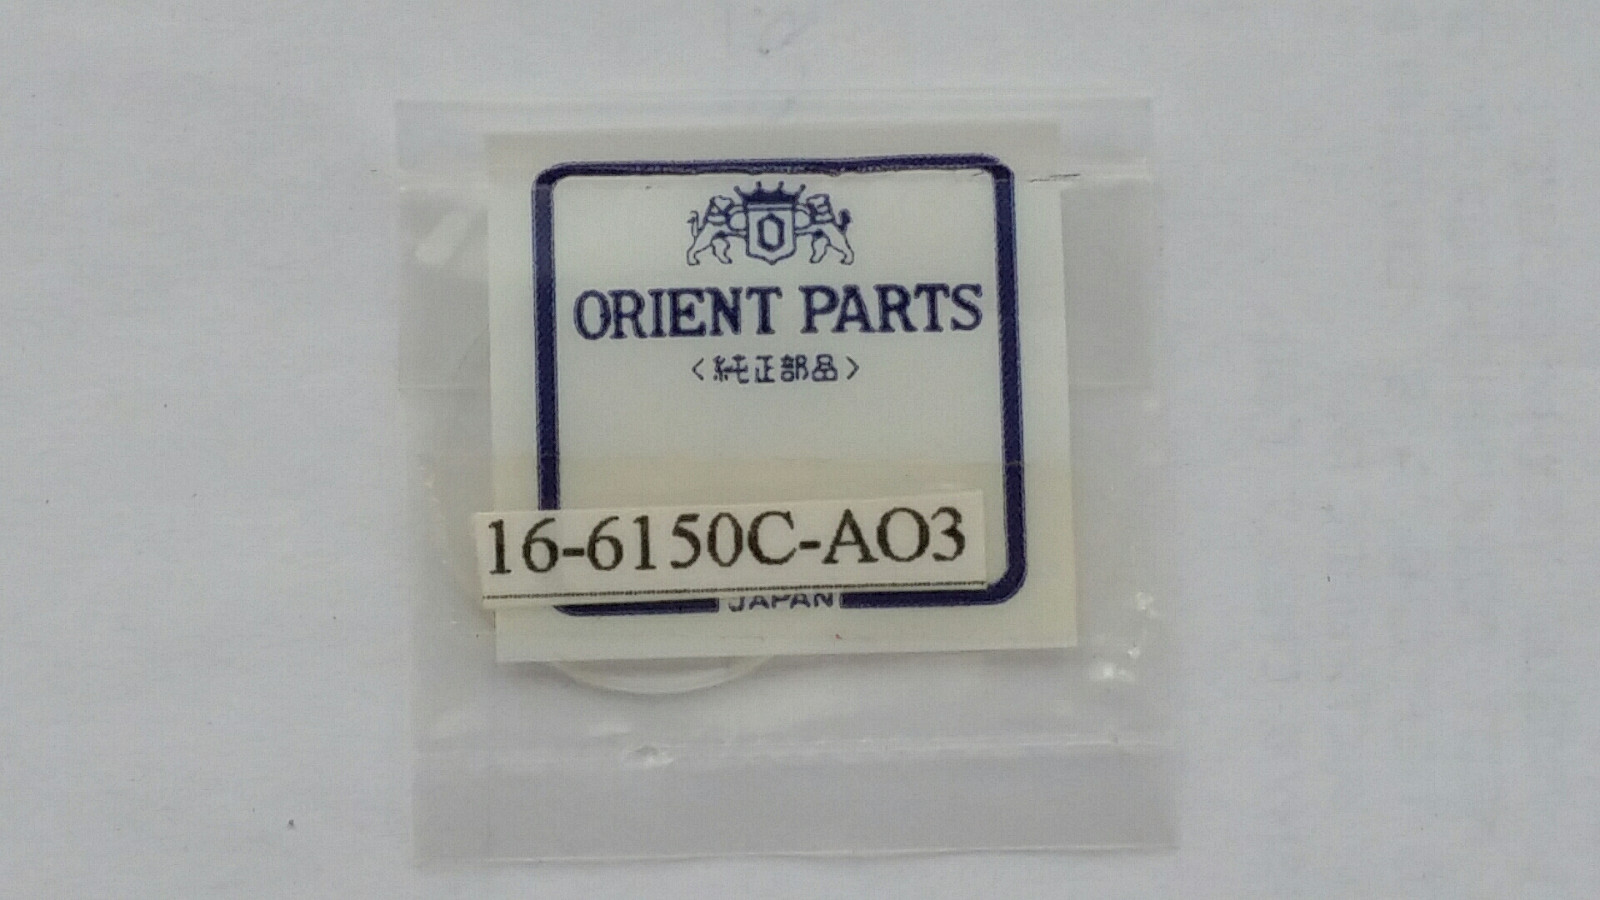 O
ORIENT PARTS
〈純正部品〉
16-6150C-AO3
JAPAN